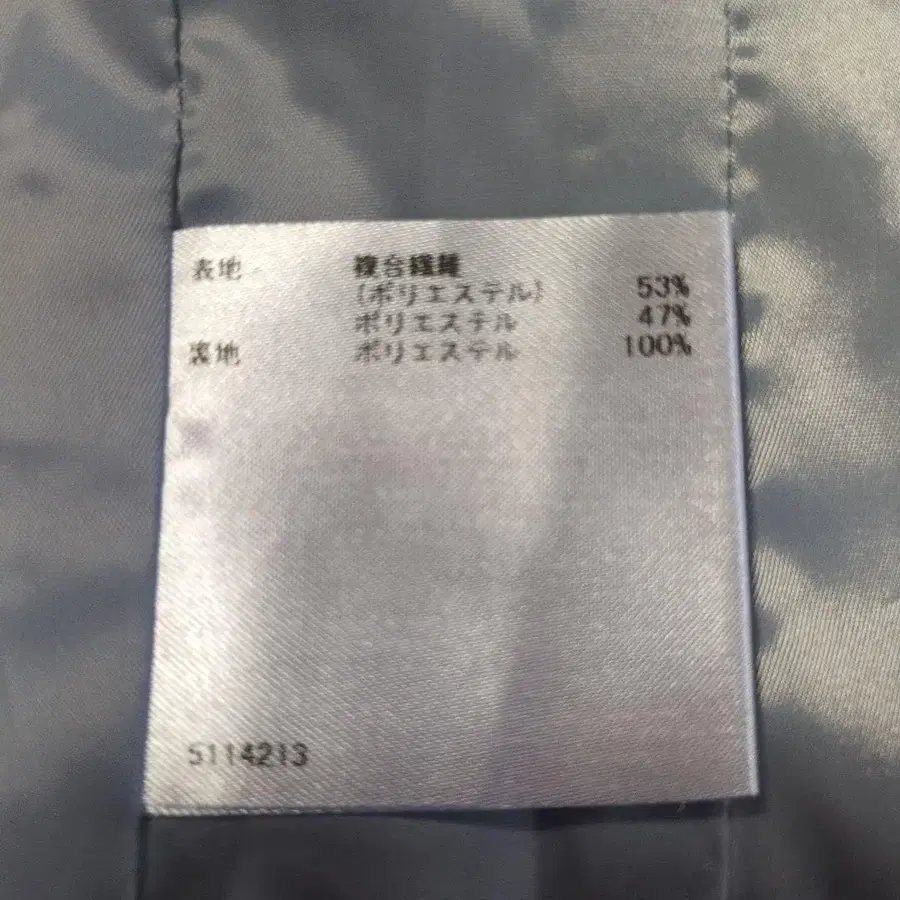 表地 複合繊維
(ポリエステル) 53%
ポリエステル 47%
裏地 ポリエステル 100%
5114213